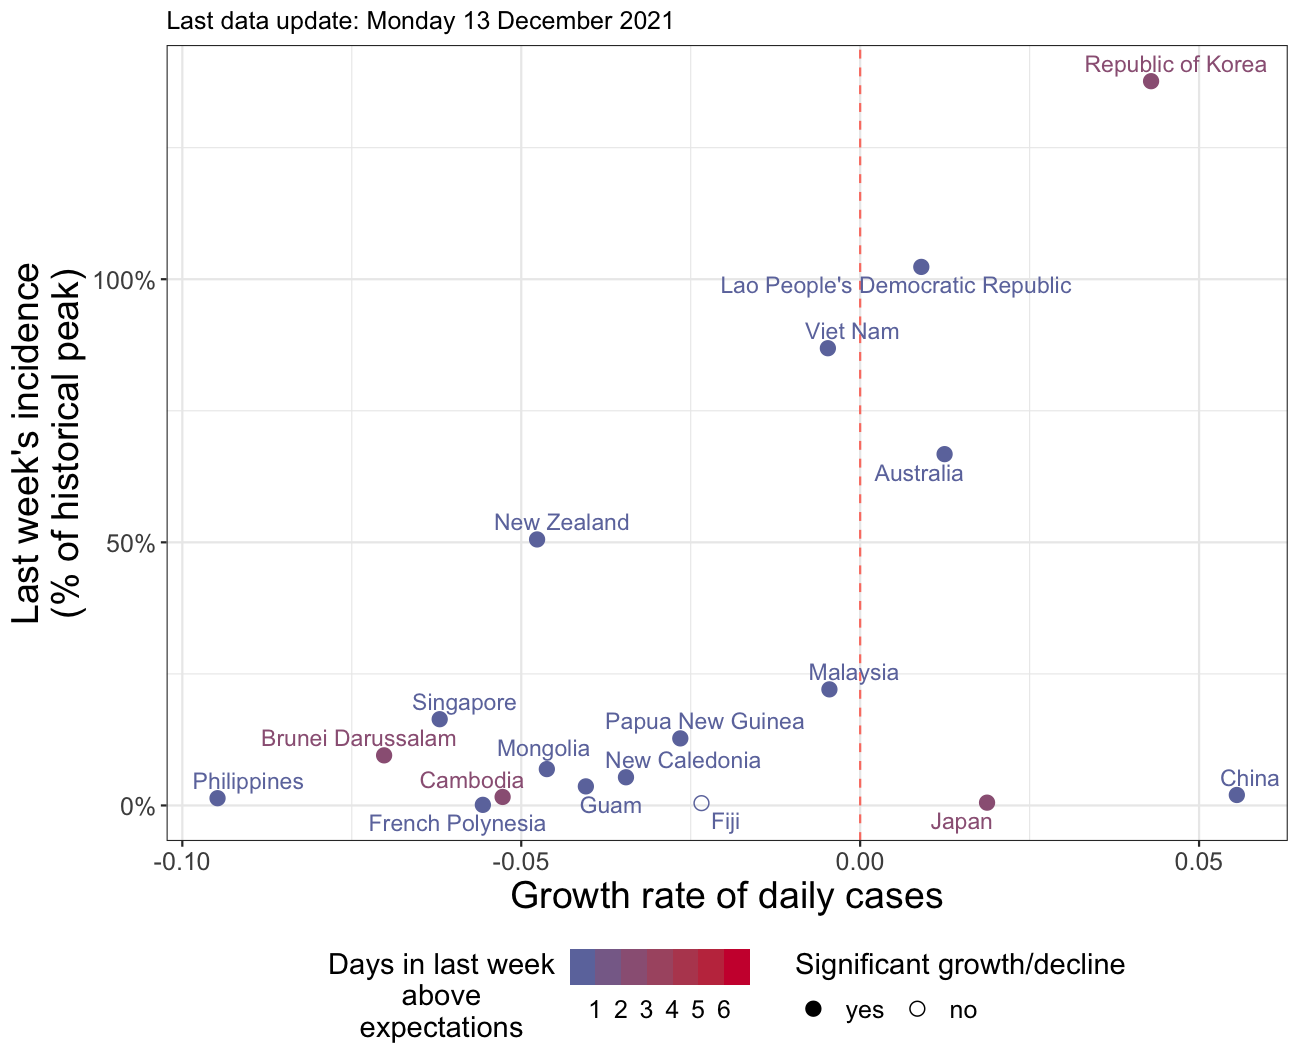 Last data update: Monday 13 December 2021
Republic of Korea
100%
Lao People's Democratic Republic
Viet Nam
Australia
New Zealand
50%
Last week's incidence
(% of historical peak)
Malaysia
Singapore
Papua New Guinea
Brunei Darussalam
Mongolia
New Caledonia
Philippines
Cambodia
China
0%
Guam
French Polynesia
Fiji
Japan
-0.10 -0.05 0.00 0.05
Growth rate of daily cases
Days in last week
above
expectations
1 2 3 4 5 6
Significant growth/decline
yes no